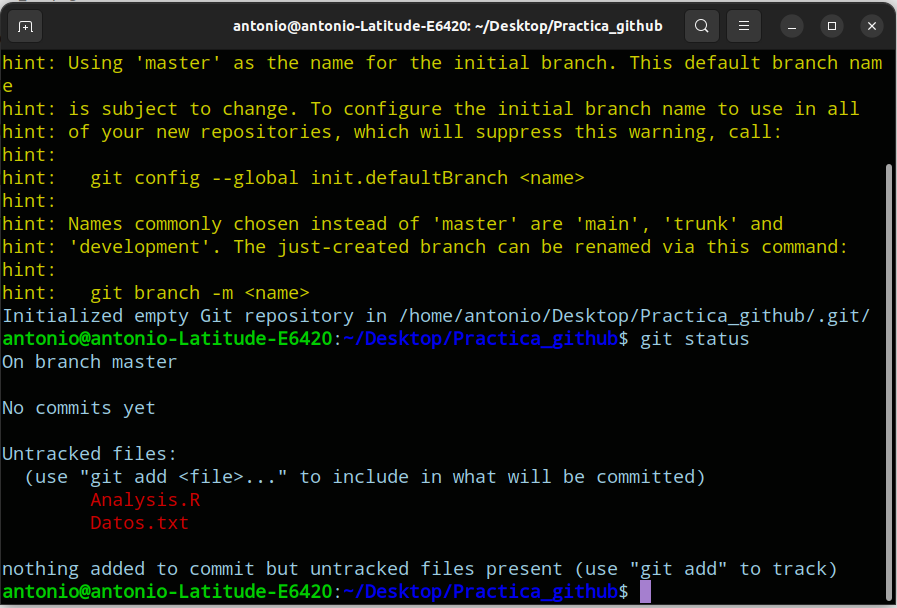 antonio@antonio-Latitude-E6420: ~/Desktop/Practica_github
hint: Using 'master' as the name for the initial branch. This default branch nam
e
hint: is subject to change. To configure the initial branch name to use in all
hint: of your new repositories, which will suppress this warning, call:
hint:
hint:   git config --global init.defaultBranch <name>
hint:
hint: Names commonly chosen instead of 'master' are 'main', 'trunk' and
hint: 'development'. The just-created branch can be renamed via this command:
hint:
hint:   git branch -m <name>
Initialized empty Git repository in /home/antonio/Desktop/Practica_github/.git/
antonio@antonio-Latitude-E6420:~/Desktop/Practica_github$ git status
On branch master
No commits yet
Untracked files:
  (use "git add <file>..." to include in what will be committed)
        Analysis.R
        Datos.txt
nothing added to commit but untracked files present (use "git add" to track)
antonio@antonio-Latitude-E6420:~/Desktop/Practica_github$